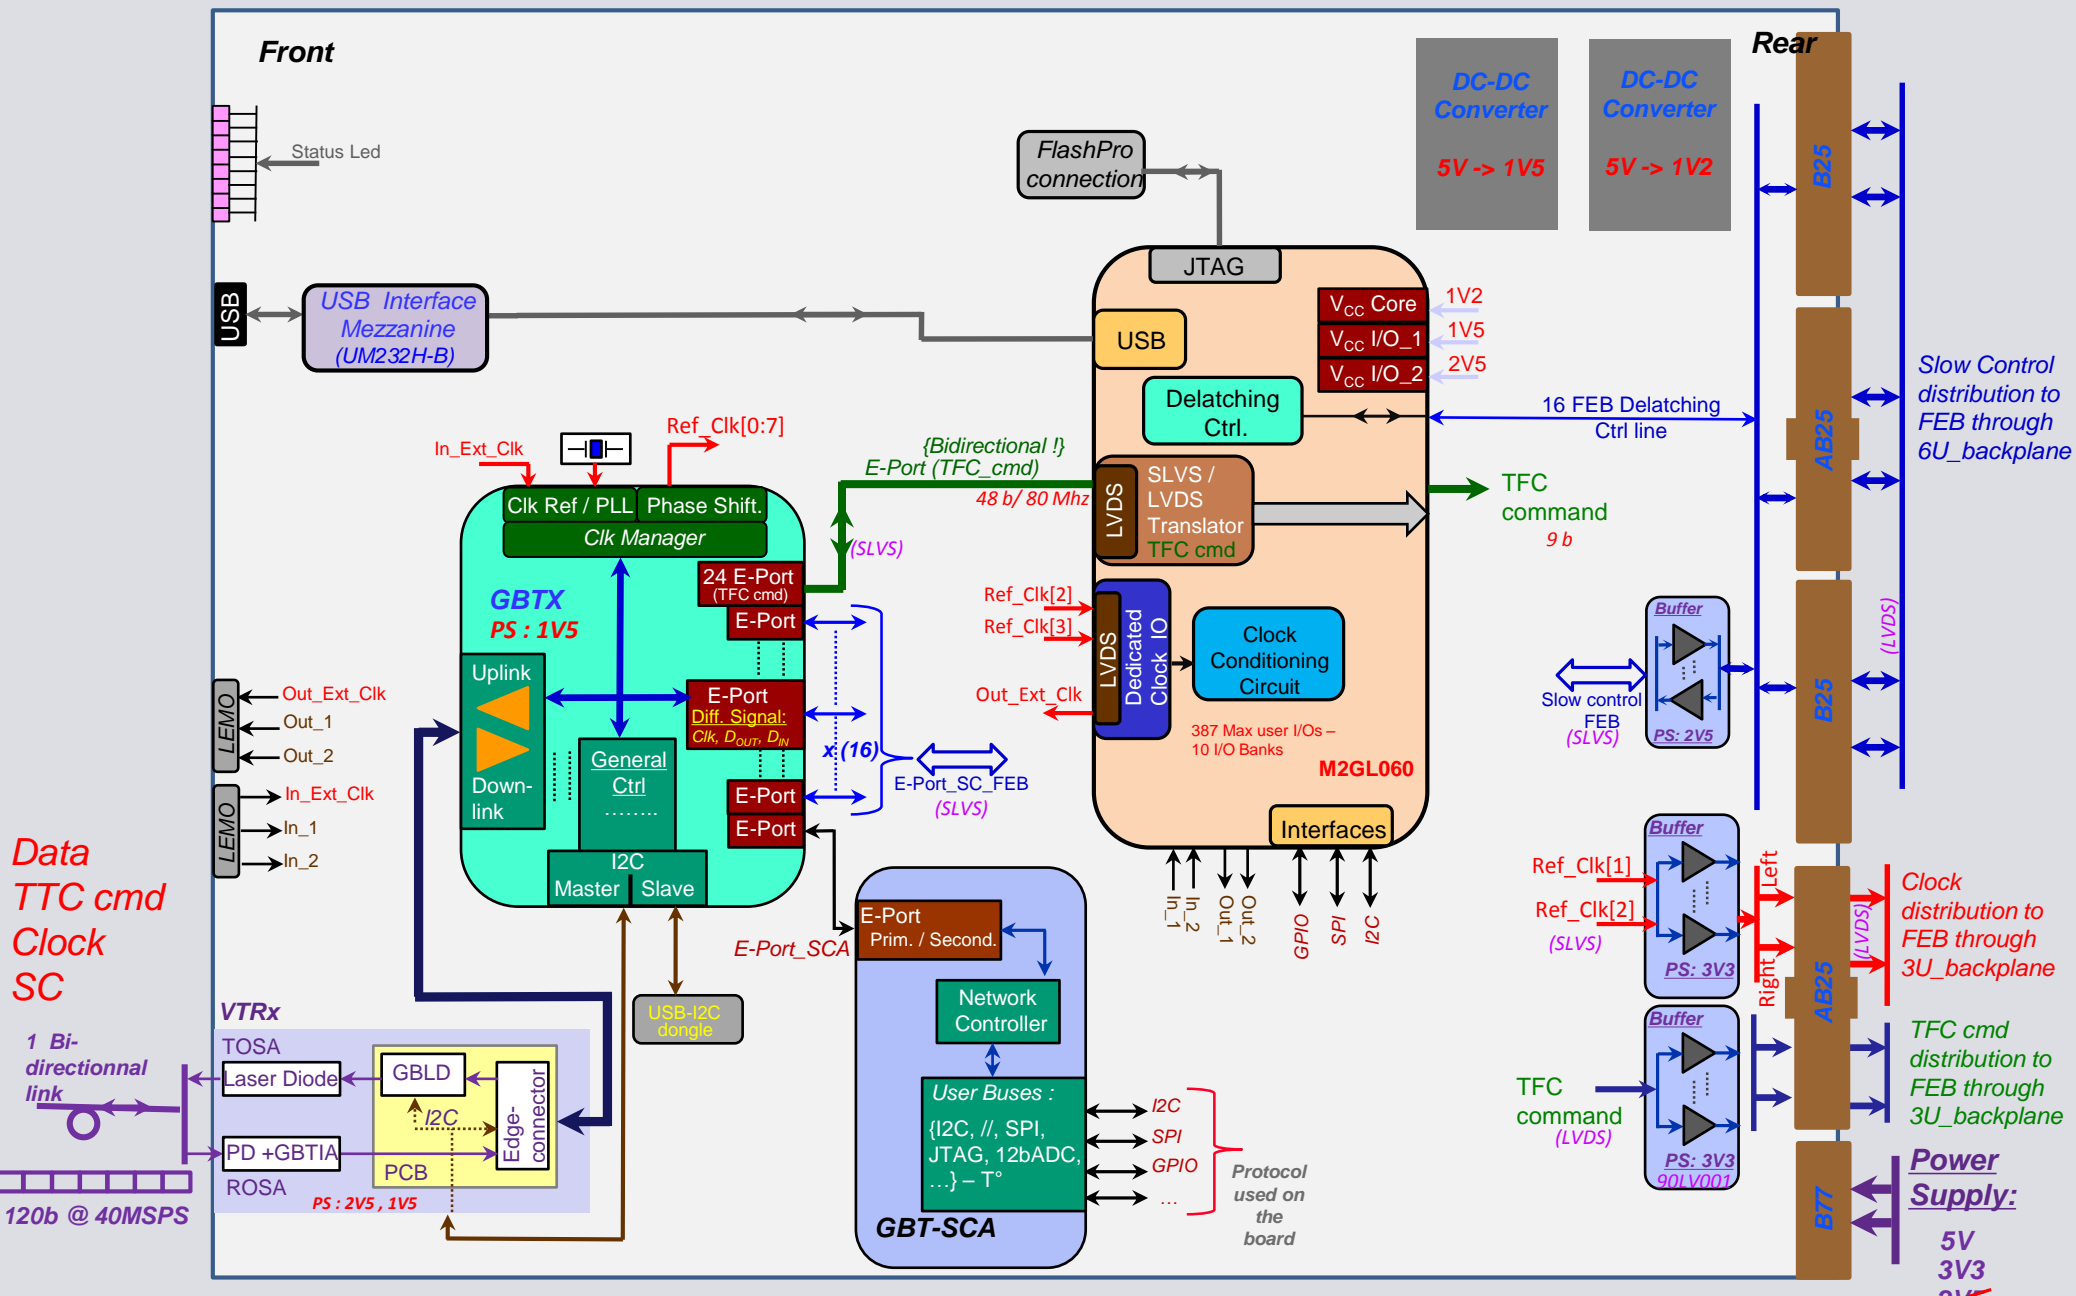 Front
Rear
DC-DC
Converter
5V -> 1V5
DC-DC
Converter
5V -> 1V2
B25
Status Led
FlashPro
connection
JTAG
USB
USB Interface
Mezzanine
(UM232H-B)
USB
V_CC Core
1V2
V_CC I/O_1
1V5
V_CC I/O_2
2V5
Delatching
Ctrl.
16 FEB Delatching
Ctrl line
AB25
Slow Control
distribution to
FEB through
6U_backplane
In_Ext_Clk
Ref_Clk[0:7]
{Bidirectional !}
E-Port (TFC_cmd)
48 b/ 80 Mhz
(SLVS)
LVDS
SLVS /
LVDS
Translator
TFC cmd
TFC
command
9 b
Clk Ref / PLL
Phase Shift.
Clk Manager
GBTX
PS : 1V5
24 E-Port
(TFC cmd)
E-Port
E-Port
Diff. Signal:
Clk, D_OUT, D_IN
E-Port
E-Port
x (16)
E-Port_SC_FEB
(SLVS)
Uplink
Down-
link
General
Ctrl
........
I2C
Master
Slave
Ref_Clk[2]
Ref_Clk[3]
Out_Ext_Clk
LVDS
Dedicated
Clock IO
Clock
Conditioning
Circuit
387 Max user I/Os –
10 I/O Banks
M2GL060
Interfaces
In_1
In_2
Out_1
Out_2
GPIO
SPI
I2C
Buffer
PS: 2V5
Slow control
FEB
(SLVS)
B25
(LVDS)
LEMO
Out_Ext_Clk
Out_1
Out_2
LEMO
In_Ext_Clk
In_1
In_2
Data
TTC cmd
Clock
SC
Buffer
Ref_Clk[1]
Ref_Clk[2]
(SLVS)
PS: 3V3
Left
Right
AB25
(LVDS)
Clock
distribution to
FEB through
3U_backplane
E-Port_SCA
E-Port
Prim. / Second.
Network
Controller
User Buses :
{I2C, //, SPI,
JTAG, 12bADC,
…} – T°
GBT-SCA
I2C
SPI
GPIO
…
Protocol
used on
the
board
USB-I2C
dongle
VTRx
TOSA
Laser Diode
GBLD
I2C
Edge-
connector
PD +GBTIA
PCB
ROSA
PS : 2V5 , 1V5
1 Bi-
directionnal
link
120b @ 40MSPS
Buffer
TFC
command
(LVDS)
PS: 3V3
90LV001
TFC cmd
distribution to
FEB through
3U_backplane
B77
Power
Supply:
5V
3V3